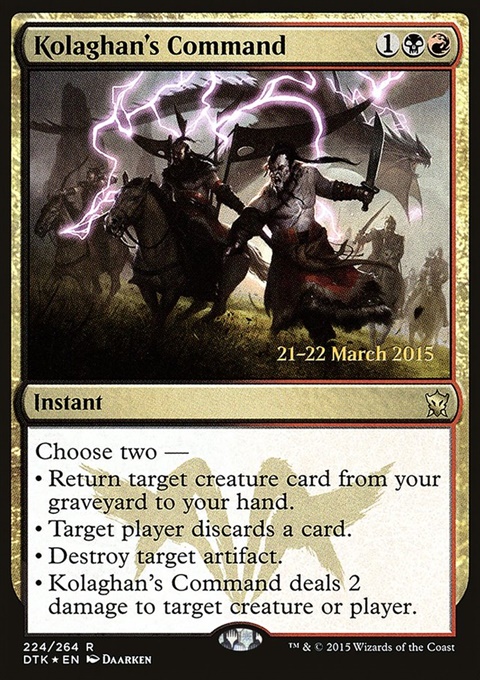 Kolaghan's Command 1
21–22 March 2015
Instant
Choose two —
• Return target creature card from your
graveyard to your hand.
• Target player discards a card.
• Destroy target artifact.
• Kolaghan's Command deals 2
damage to target creature or player.
224/264 R
DTK ★ EN Daarken
™ & © 2015 Wizards of the Coast